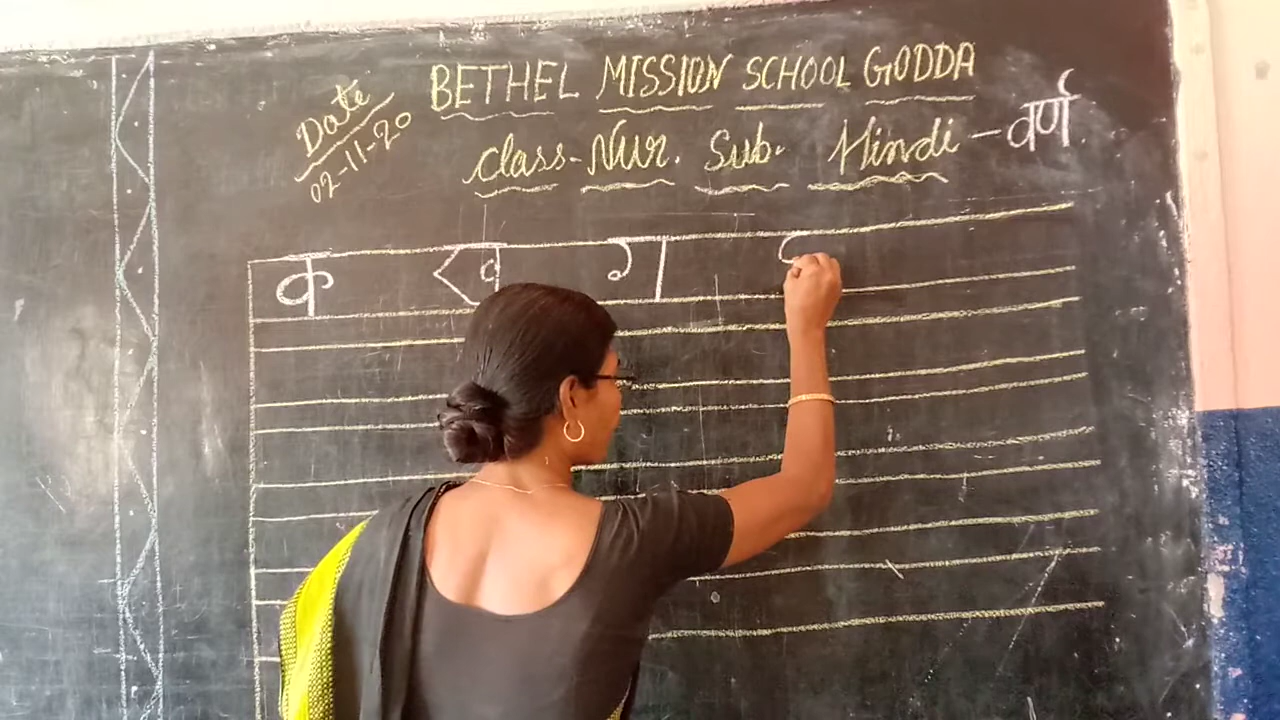 BETHEL MISSION SCHOOL GODDA
Date
02-11-20
class-Nur. Sub. Hindi-वर्ण
क ख ग